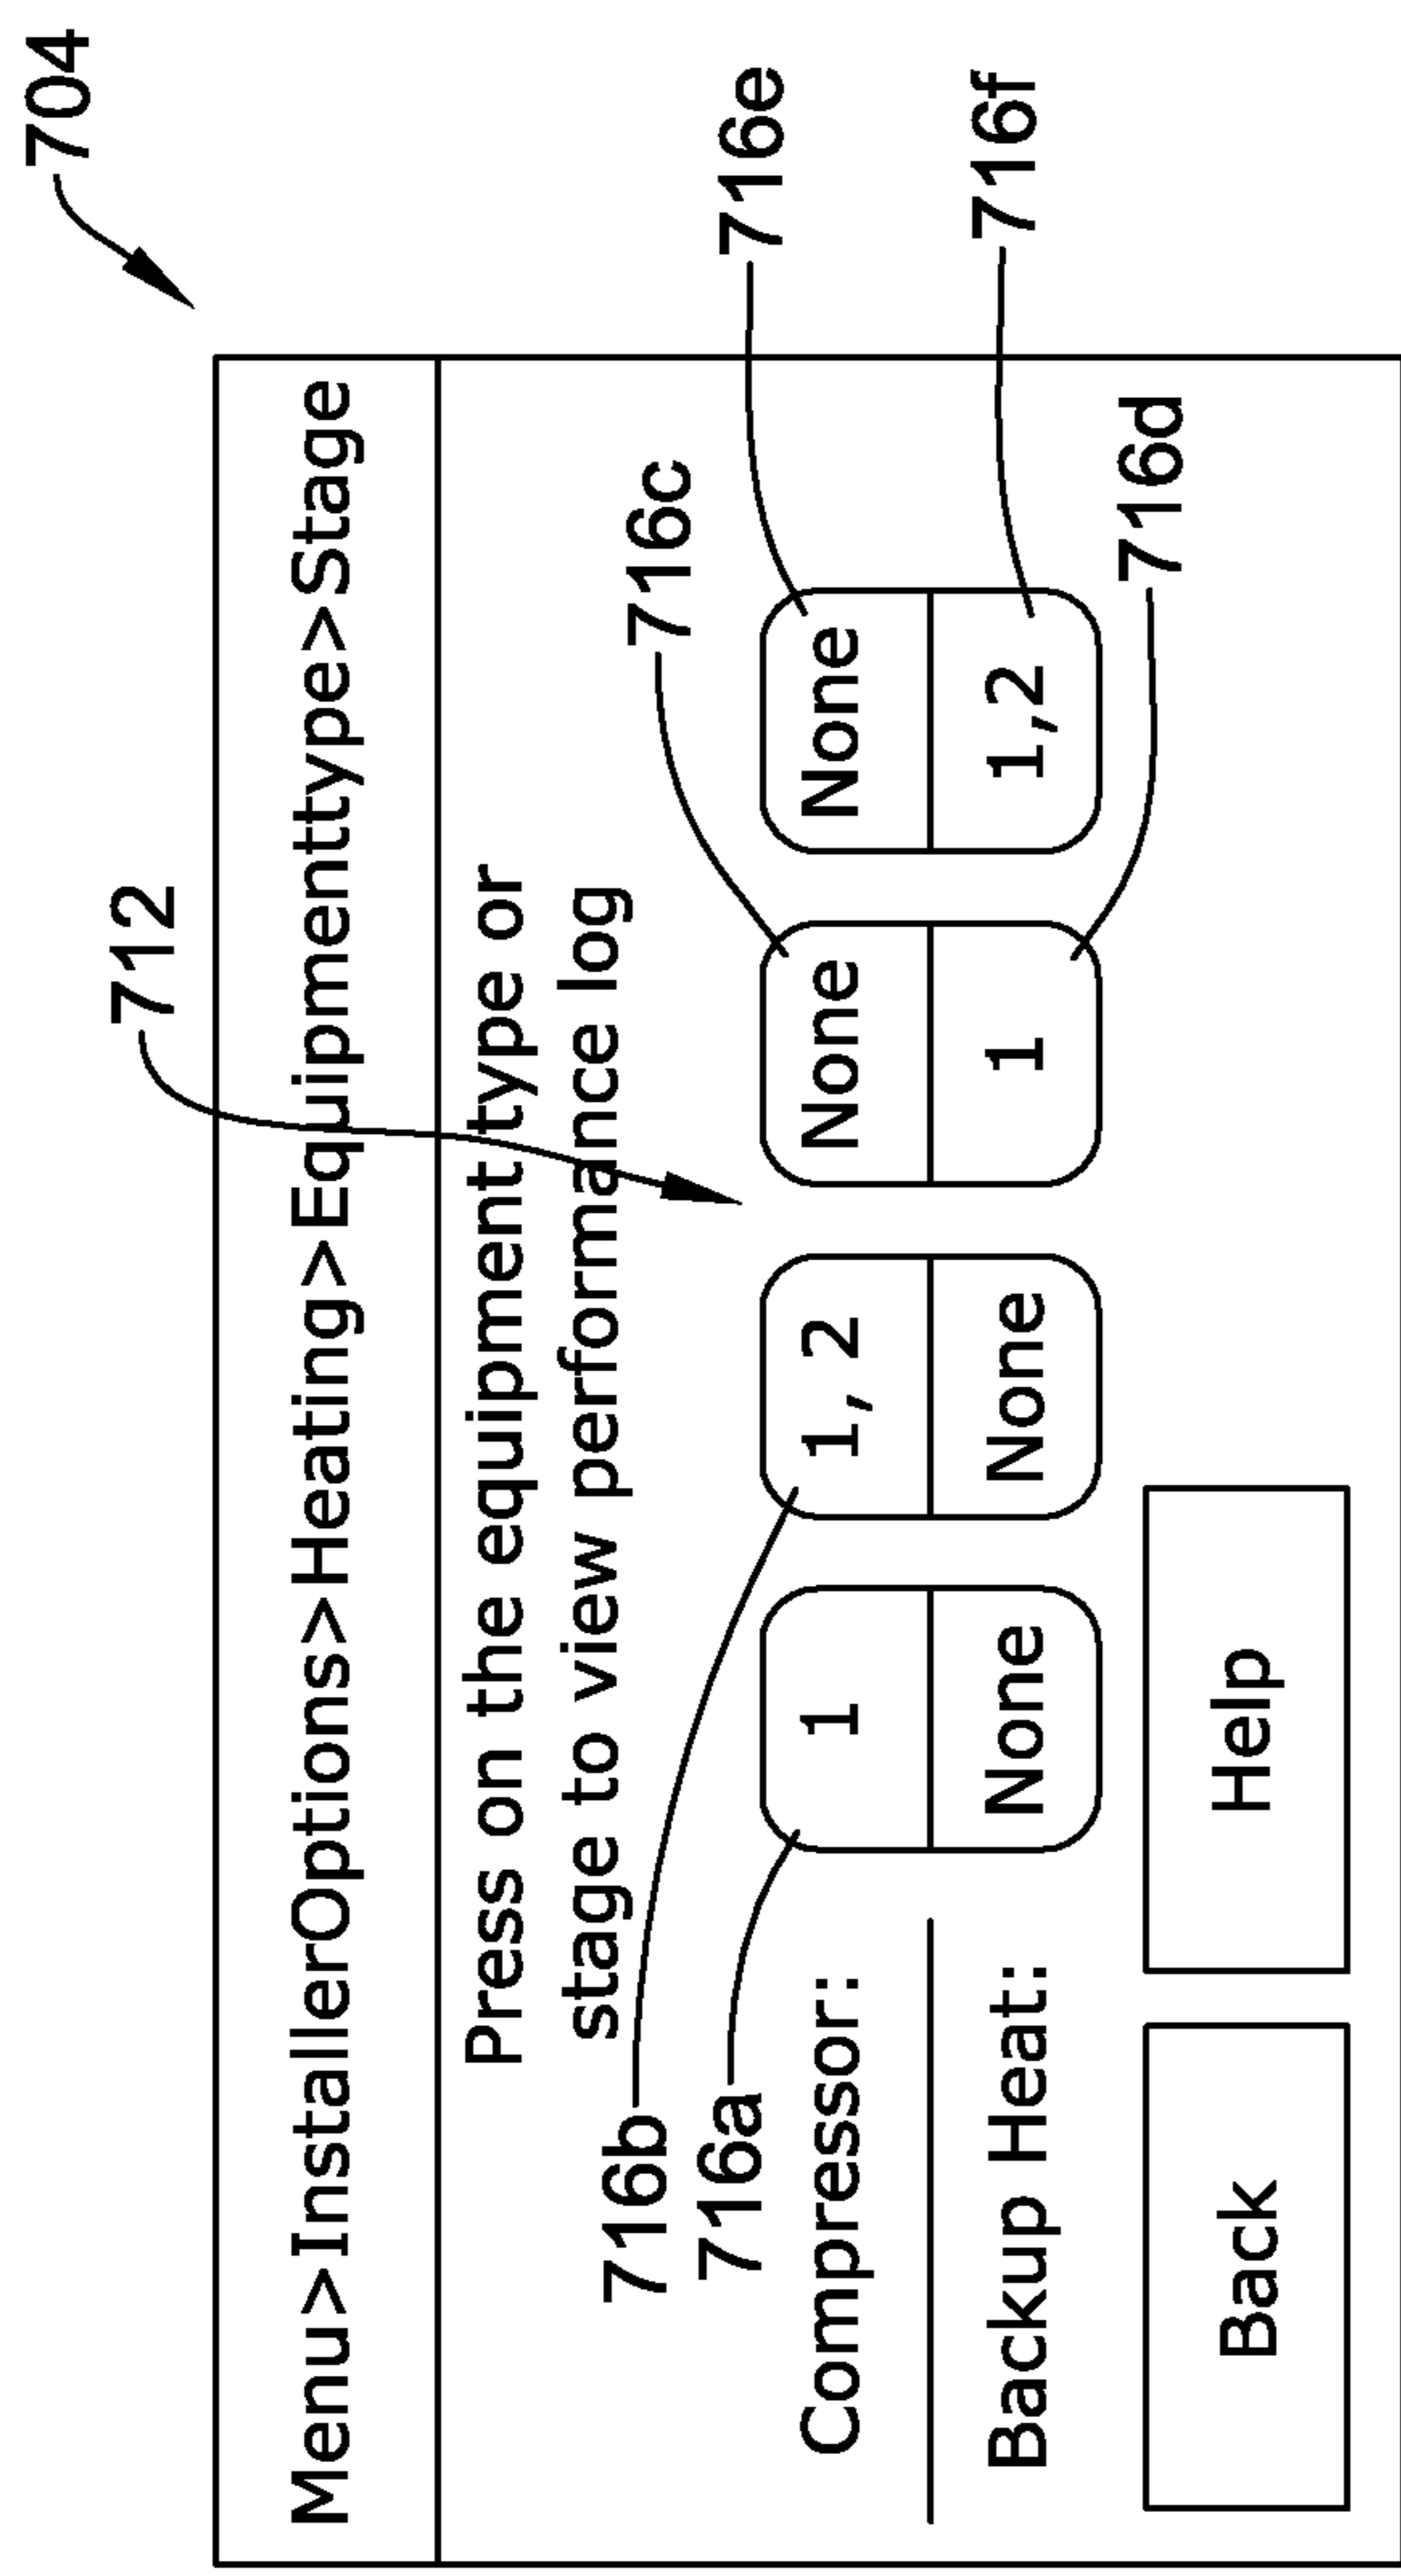 704
712
Menu>InstallerOptions>Heating>Equipmenttype>Stage
Press on the equipment type or
stage to view performance log
716b
716c
716e
716a
Compressor: 1 1, 2 None None
716f
Backup Heat: None None 1 1,2
716d
Back Help